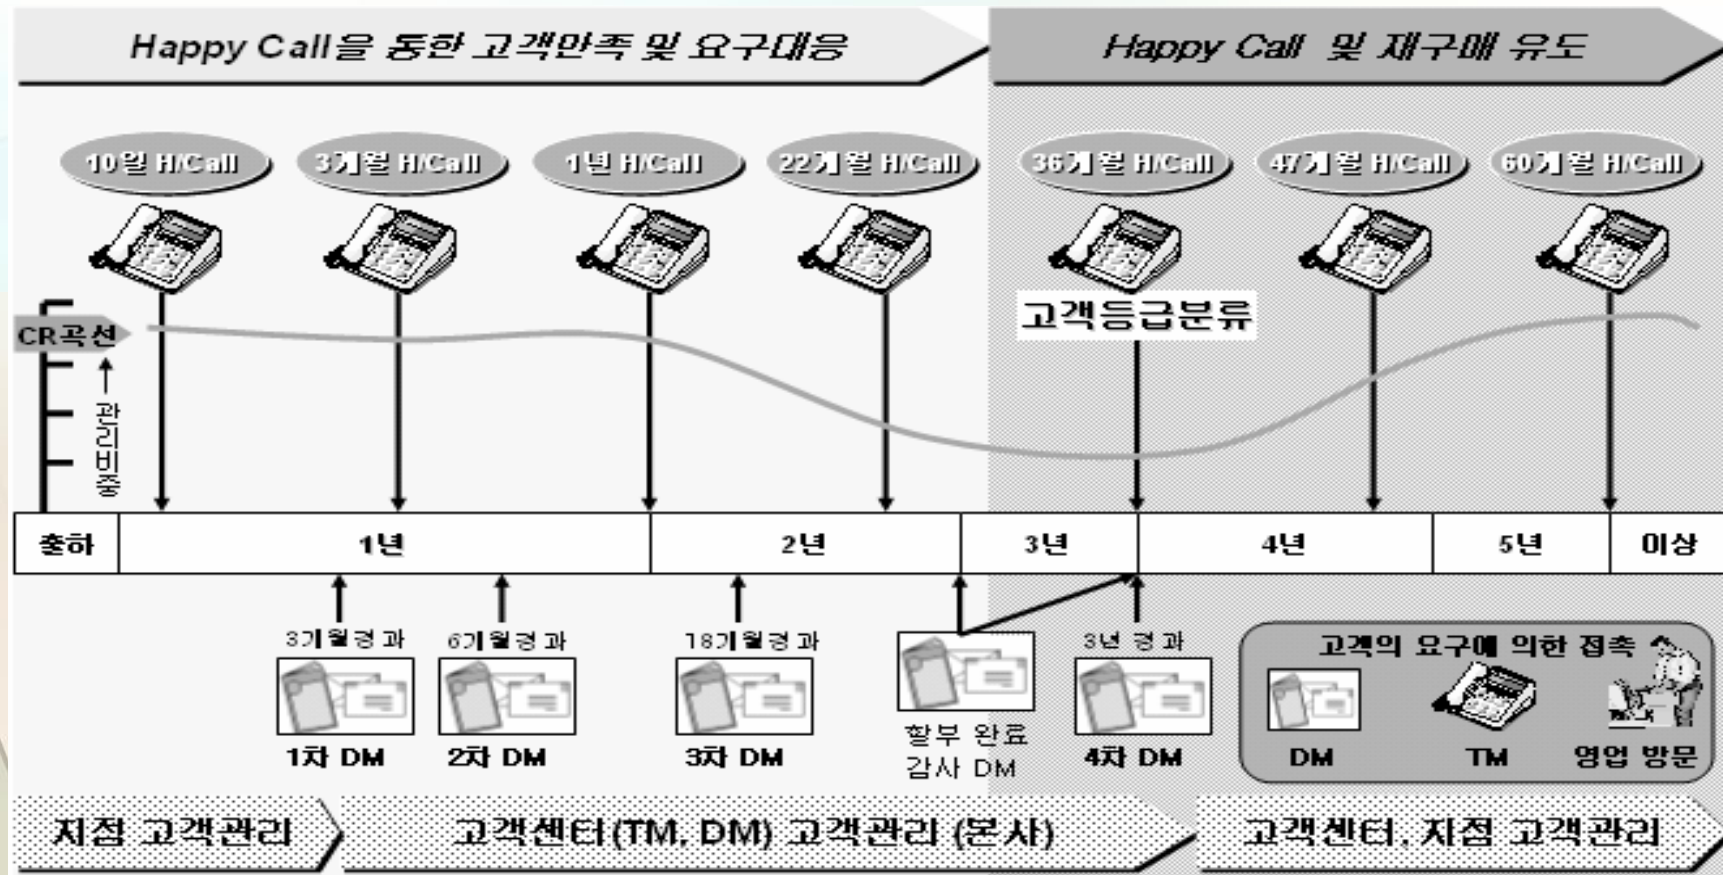 Happy Call을 통한 고객만족 및 요구대응
Happy Call 및 재구매 유도
10일 H/Call
3개월 H/Call
1년 H/Call
22개월 H/Call
36개월 H/Call
47개월 H/Call
60개월 H/Call
고객등급분류
CR곡선
관리비중
출하
1년
2년
3년
4년
5년
이상
3개월경과
6개월경과
18개월경과
3년 경과
고객의 요구에 의한 접촉
1차 DM
2차 DM
3차 DM
할부 완료
감사 DM
4차 DM
DM
TM
영업 방문
지점 고객관리
고객센터(TM, DM) 고객관리 (본사)
고객센터, 지점 고객관리